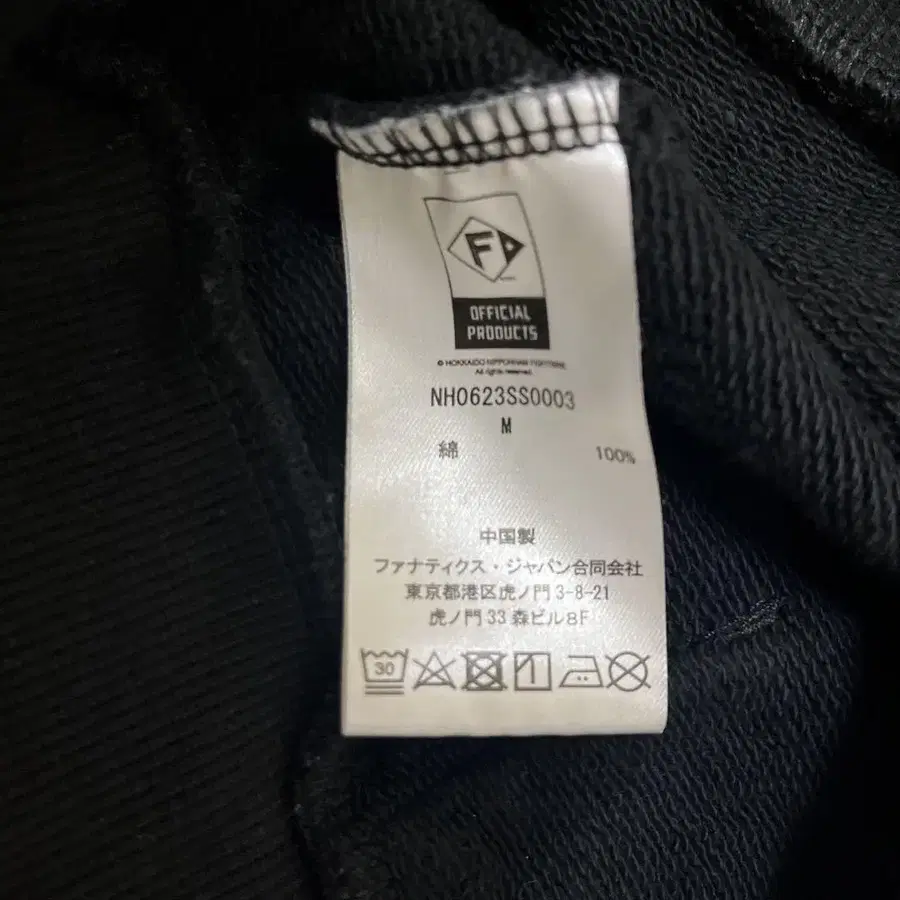 FD
OFFICIAL
PRODUCTS
© HOKKAIDO NIPPONHAM FIGHTERS
All rights reserved.
NH0623SS0003
M
綿 100%
中国製
ファナティクス・ジャパン合同会社
東京都港区虎ノ門3-8-21
虎ノ門33森ビル8F
30